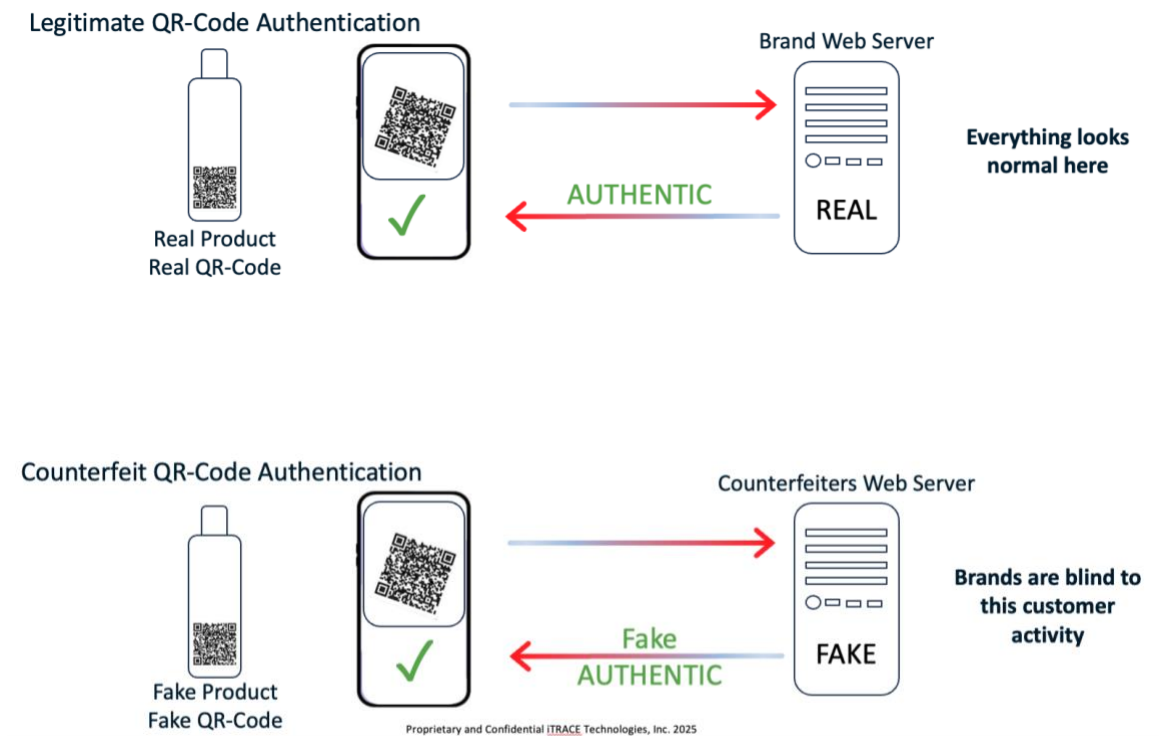 Legitimate QR-Code Authentication
Brand Web Server
Everything looks
normal here
AUTHENTIC
REAL
Real Product
Real QR-Code
Counterfeit QR-Code Authentication
Counterfeiters Web Server
Brands are blind to
this customer
activity
Fake
AUTHENTIC
FAKE
Fake Product
Fake QR-Code
Proprietary and Confidential iTRACE Technologies, Inc. 2025